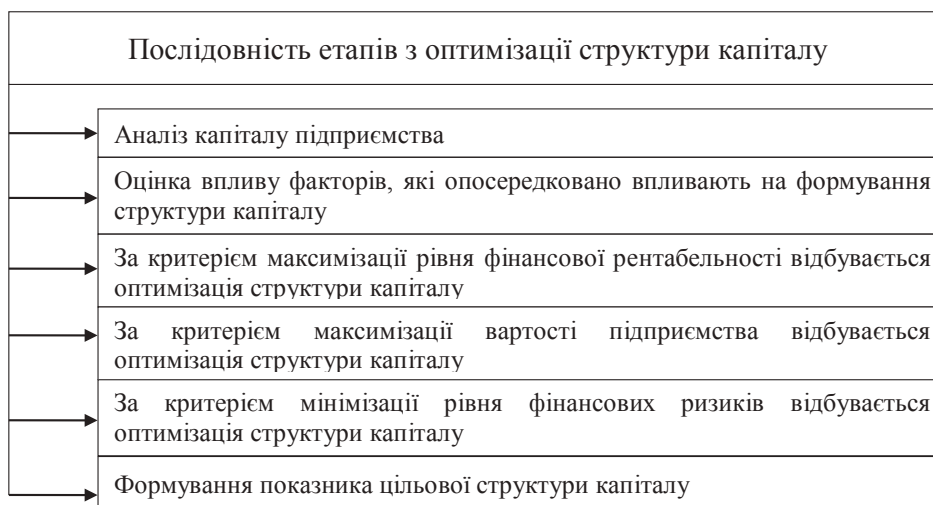 Послідовність етапів з оптимізації структури капіталу
Аналіз капіталу підприємства
Оцінка впливу факторів, які опосередковано впливають на формування
структури капіталу
За критерієм максимізації рівня фінансової рентабельності відбувається
оптимізація структури капіталу
За критерієм максимізації вартості підприємства відбувається
оптимізація структури капіталу
За критерієм мінімізації рівня фінансових ризиків відбувається
оптимізація структури капіталу
Формування показника цільової структури капіталу